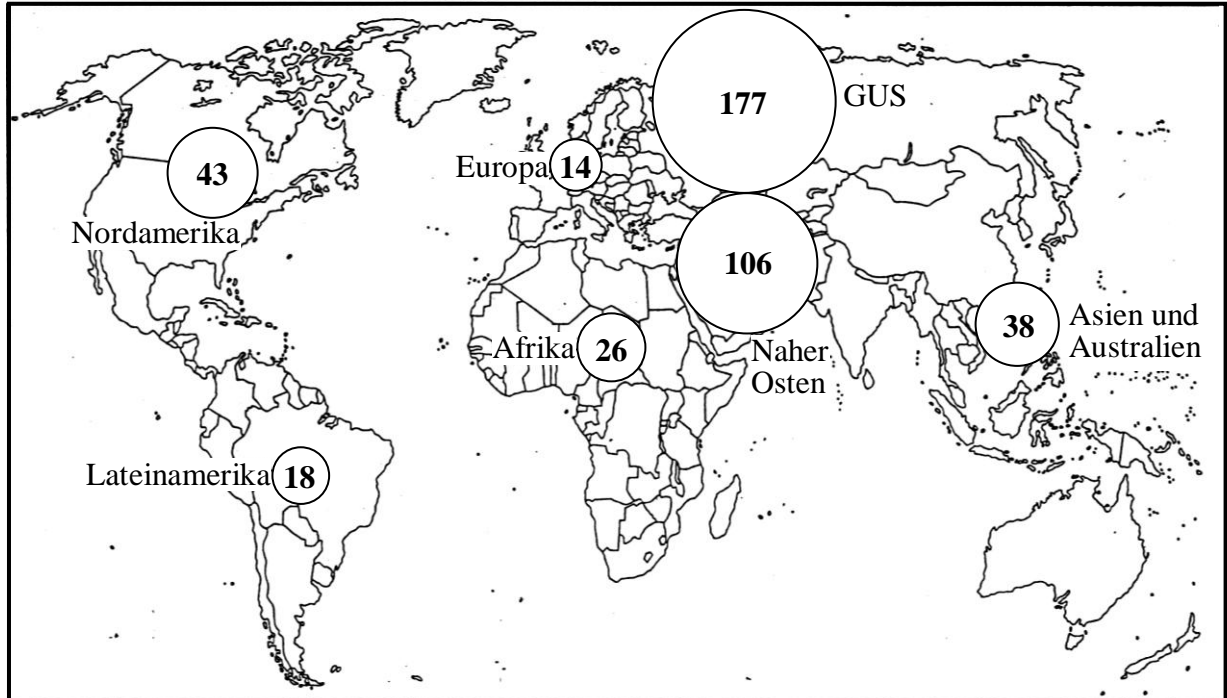 177
GUS
Europa
14
43
Nordamerika
106
Naher
Osten
38
Asien und
Australien
Afrika
26
Lateinamerika
18